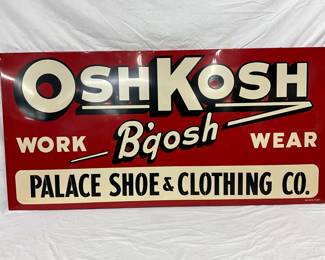 OSHKOSH
B'gosh
WORK WEAR
PALACE SHOE & CLOTHING CO.